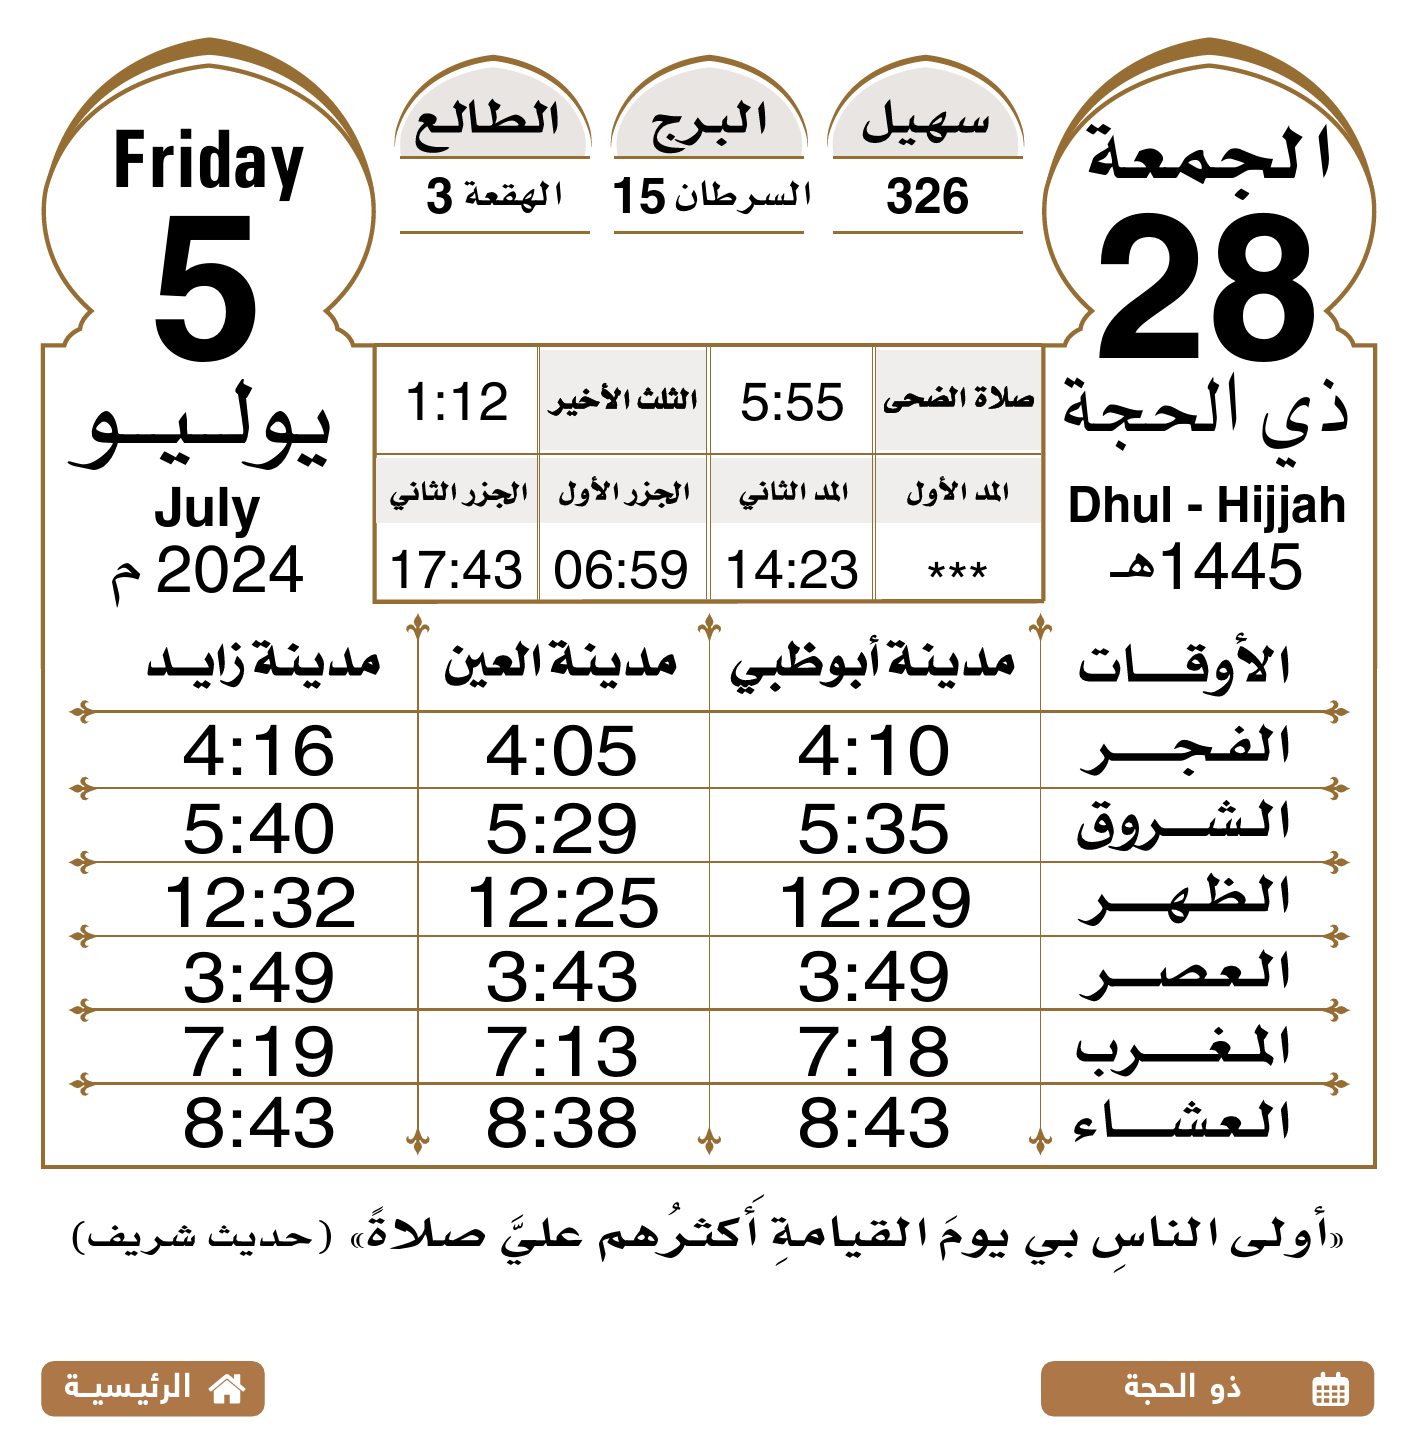 الجمعة
28
ذي الحجة
Dhul - Hijjah
1445هـ
سهيل
326
البرج
السرطان 15
الطالع
الهقعة 3
Friday
5
يوليو
July
2024 م
صلاة الضحى 5:55 الثلث الأخير 1:12
المد الأول المد الثاني الجزر الأول الجزر الثاني
*** 14:23 06:59 17:43
الأوقات مدينة أبوظبي مدينة العين مدينة زايد
الفجر 4:10 4:05 4:16
الشروق 5:35 5:29 5:40
الظهر 12:29 12:25 12:32
العصر 3:49 3:43 3:49
المغرب 7:18 7:13 7:19
العشاء 8:43 8:38 8:43
«أولى الناسِ بي يومَ القيامةِ أَكثرُهم عليَّ صلاةً» (حديث شريف)
ذو الحجة
الرئيسية